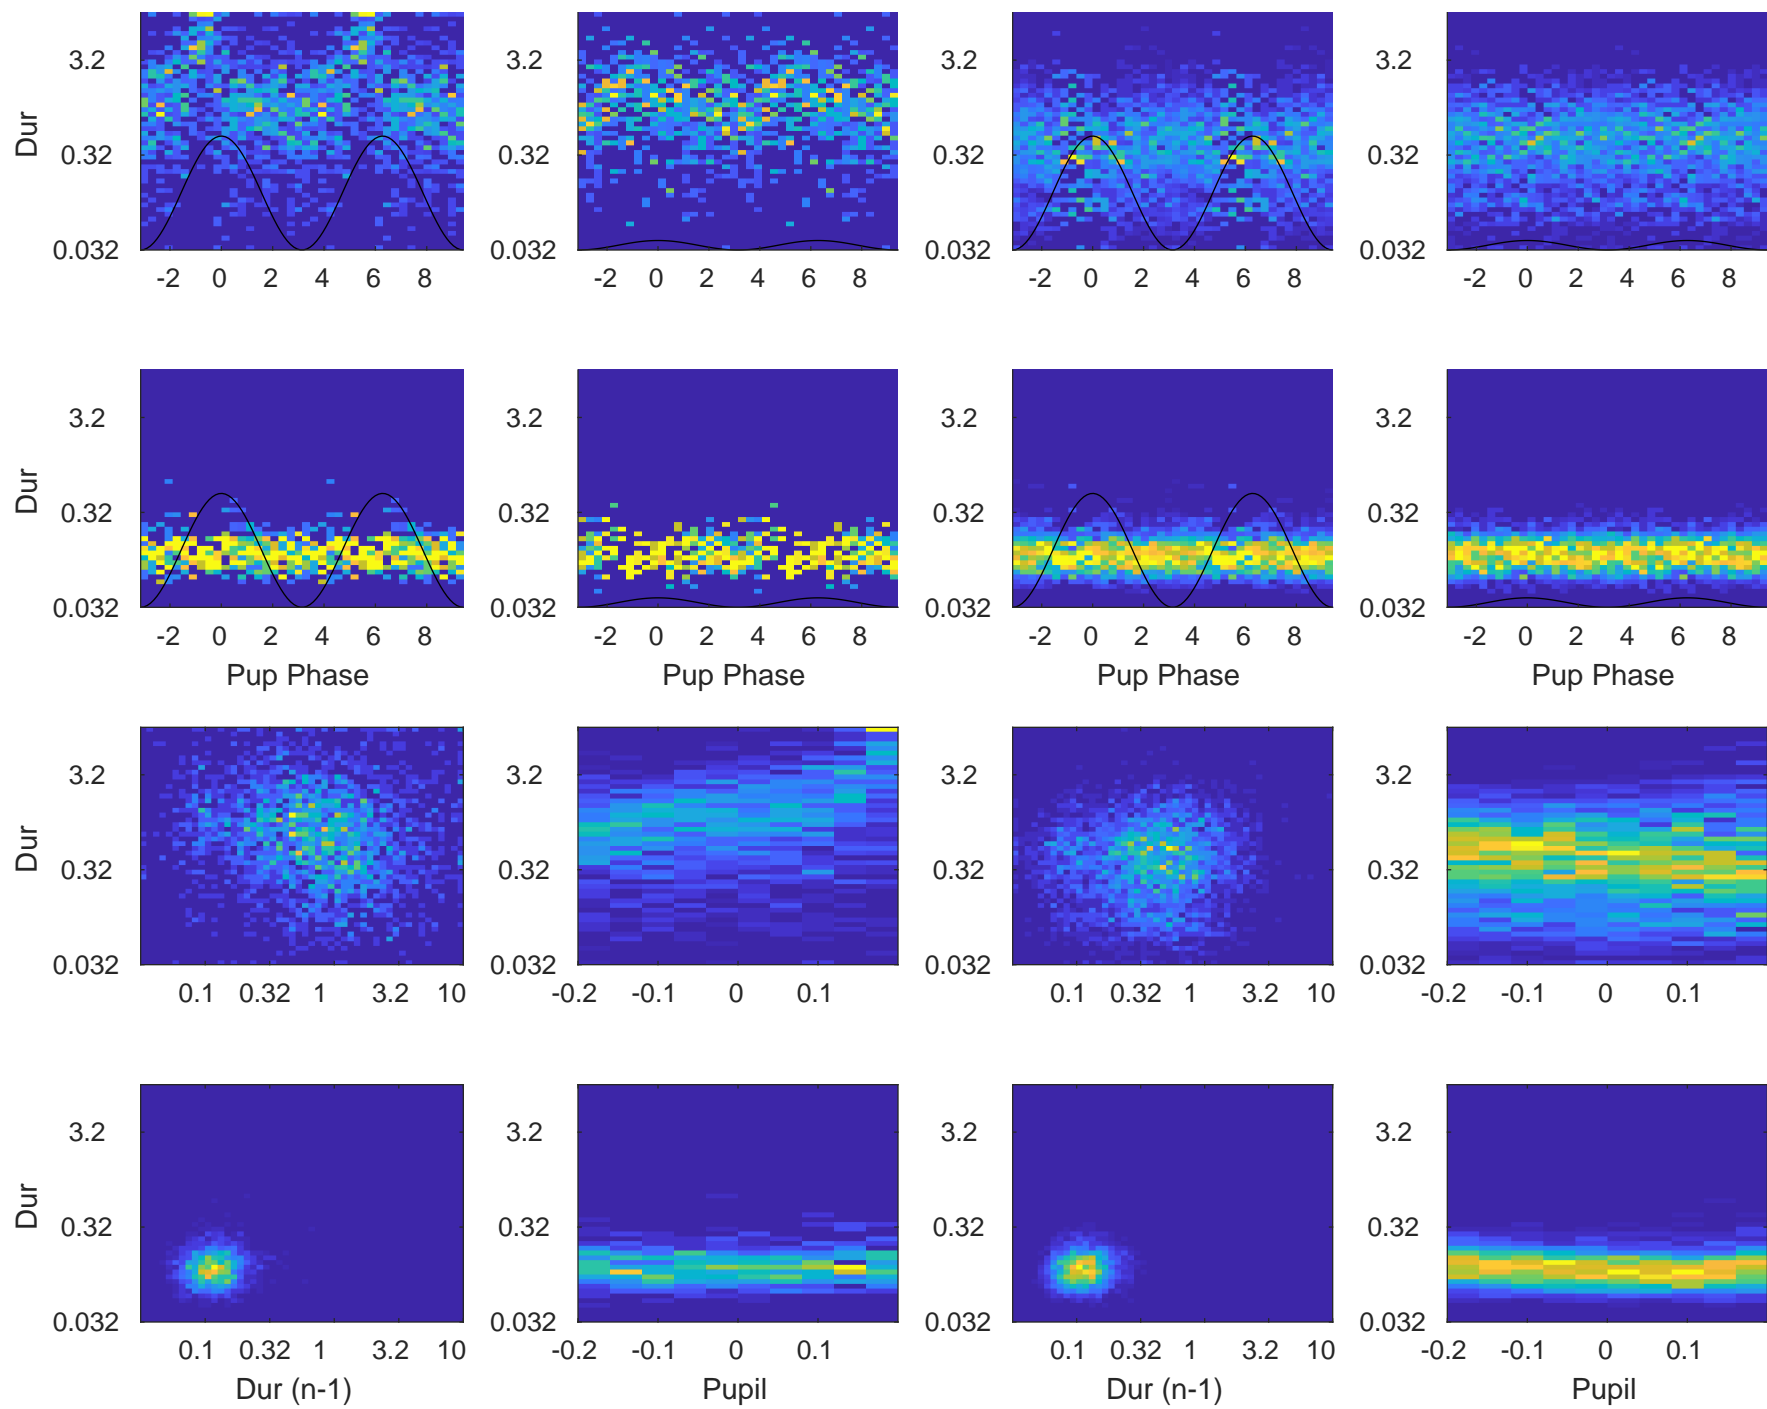 3.2 3.2 3.2 3.2
Dur
0.32 0.32 0.32 0.32
0.032 0.032 0.032 0.032
-2 0 2 4 6 8 -2 0 2 4 6 8 -2 0 2 4 6 8 -2 0 2 4 6 8
3.2 3.2 3.2 3.2
Dur
0.32 0.32 0.32 0.32
0.032 0.032 0.032 0.032
-2 0 2 4 6 8 -2 0 2 4 6 8 -2 0 2 4 6 8 -2 0 2 4 6 8
Pup Phase Pup Phase Pup Phase Pup Phase
3.2 3.2 3.2 3.2
Dur
0.32 0.32 0.32 0.32
0.032 0.032 0.032 0.032
0.1 0.32 1 3.2 10 -0.2 -0.1 0 0.1 0.1 0.32 1 3.2 10 -0.2 -0.1 0 0.1
3.2 3.2 3.2 3.2
Dur
0.32 0.32 0.32 0.32
0.032 0.032 0.032 0.032
0.1 0.32 1 3.2 10 -0.2 -0.1 0 0.1 0.1 0.32 1 3.2 10 -0.2 -0.1 0 0.1
Dur (n-1) Pupil Dur (n-1) Pupil